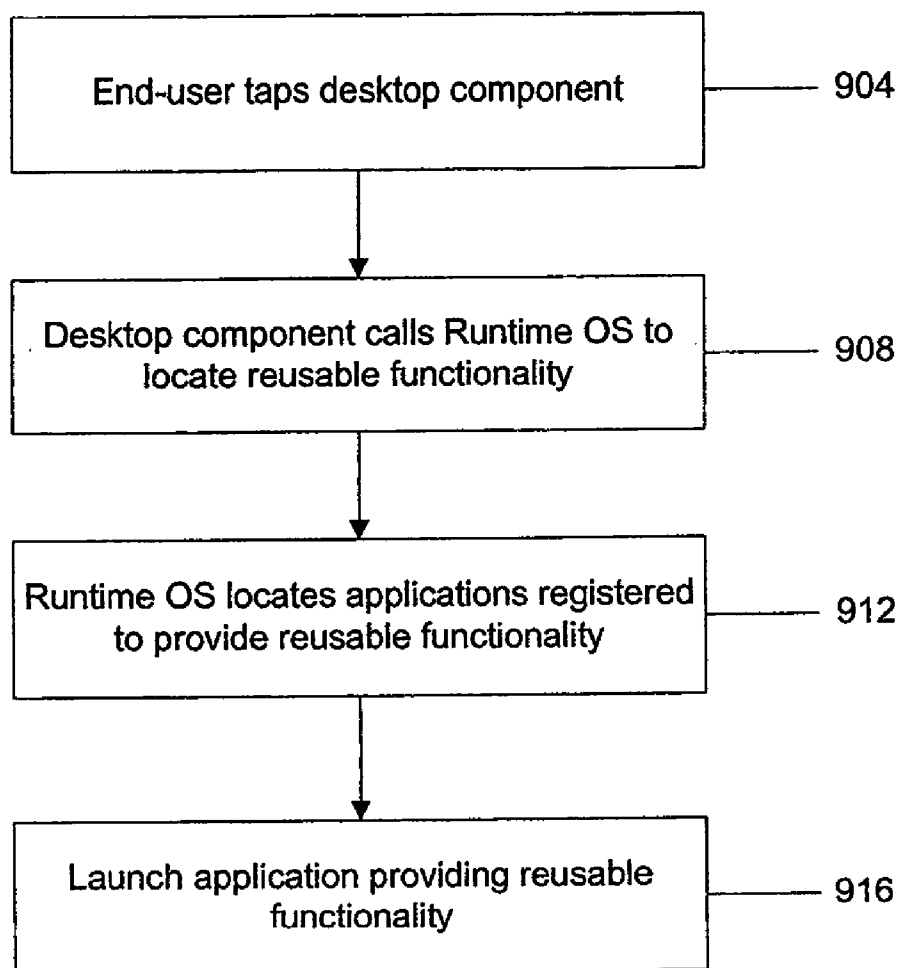 End-user taps desktop component
904
Desktop component calls Runtime OS to
locate reusable functionality
908
Runtime OS locates applications registered
to provide reusable functionality
912
Launch application providing reusable
functionality
916